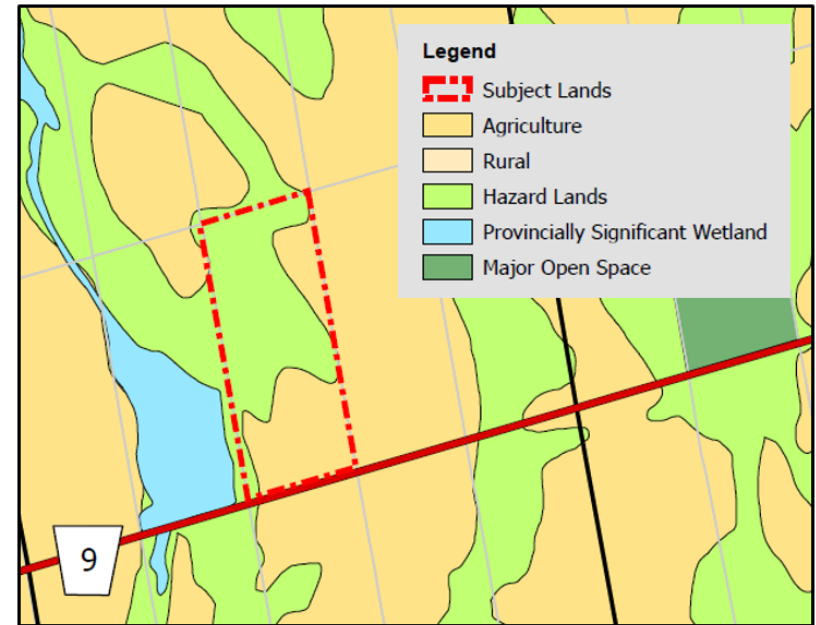 Legend
Subject Lands
Agriculture
Rural
Hazard Lands
Provincially Significant Wetland
Major Open Space
9